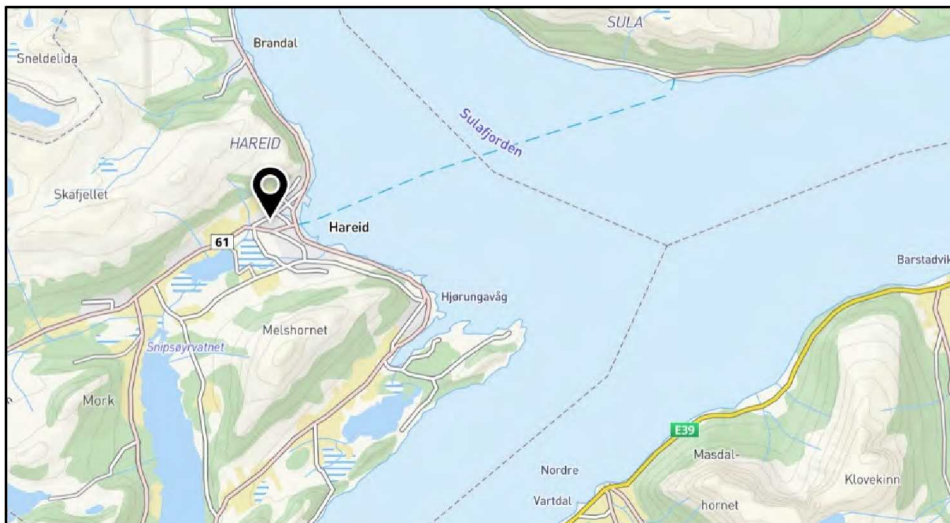 SULA
Brandal
Sneldelida
Sulafjorden
HAREID
Skafjellet
Hareid
61
Barstadvik
Hjørungavåg
Melshornet
Snipsøyrvatnet
Mork
E39
Masdal-
hornet
Nordre
Vartdal
Klovekinn